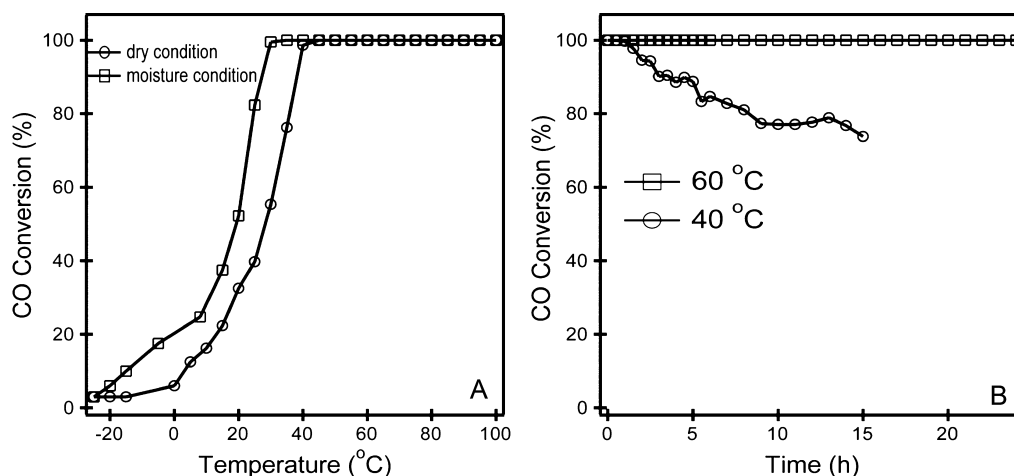 100
80
60
40
20
0
CO Conversion (%)
dry condition
moisture condition
A
-20
0
20
40
60
80
100
Temperature (°C)
100
80
60
40
20
0
CO Conversion (%)
60 °C
40 °C
B
0
5
10
15
20
Time (h)